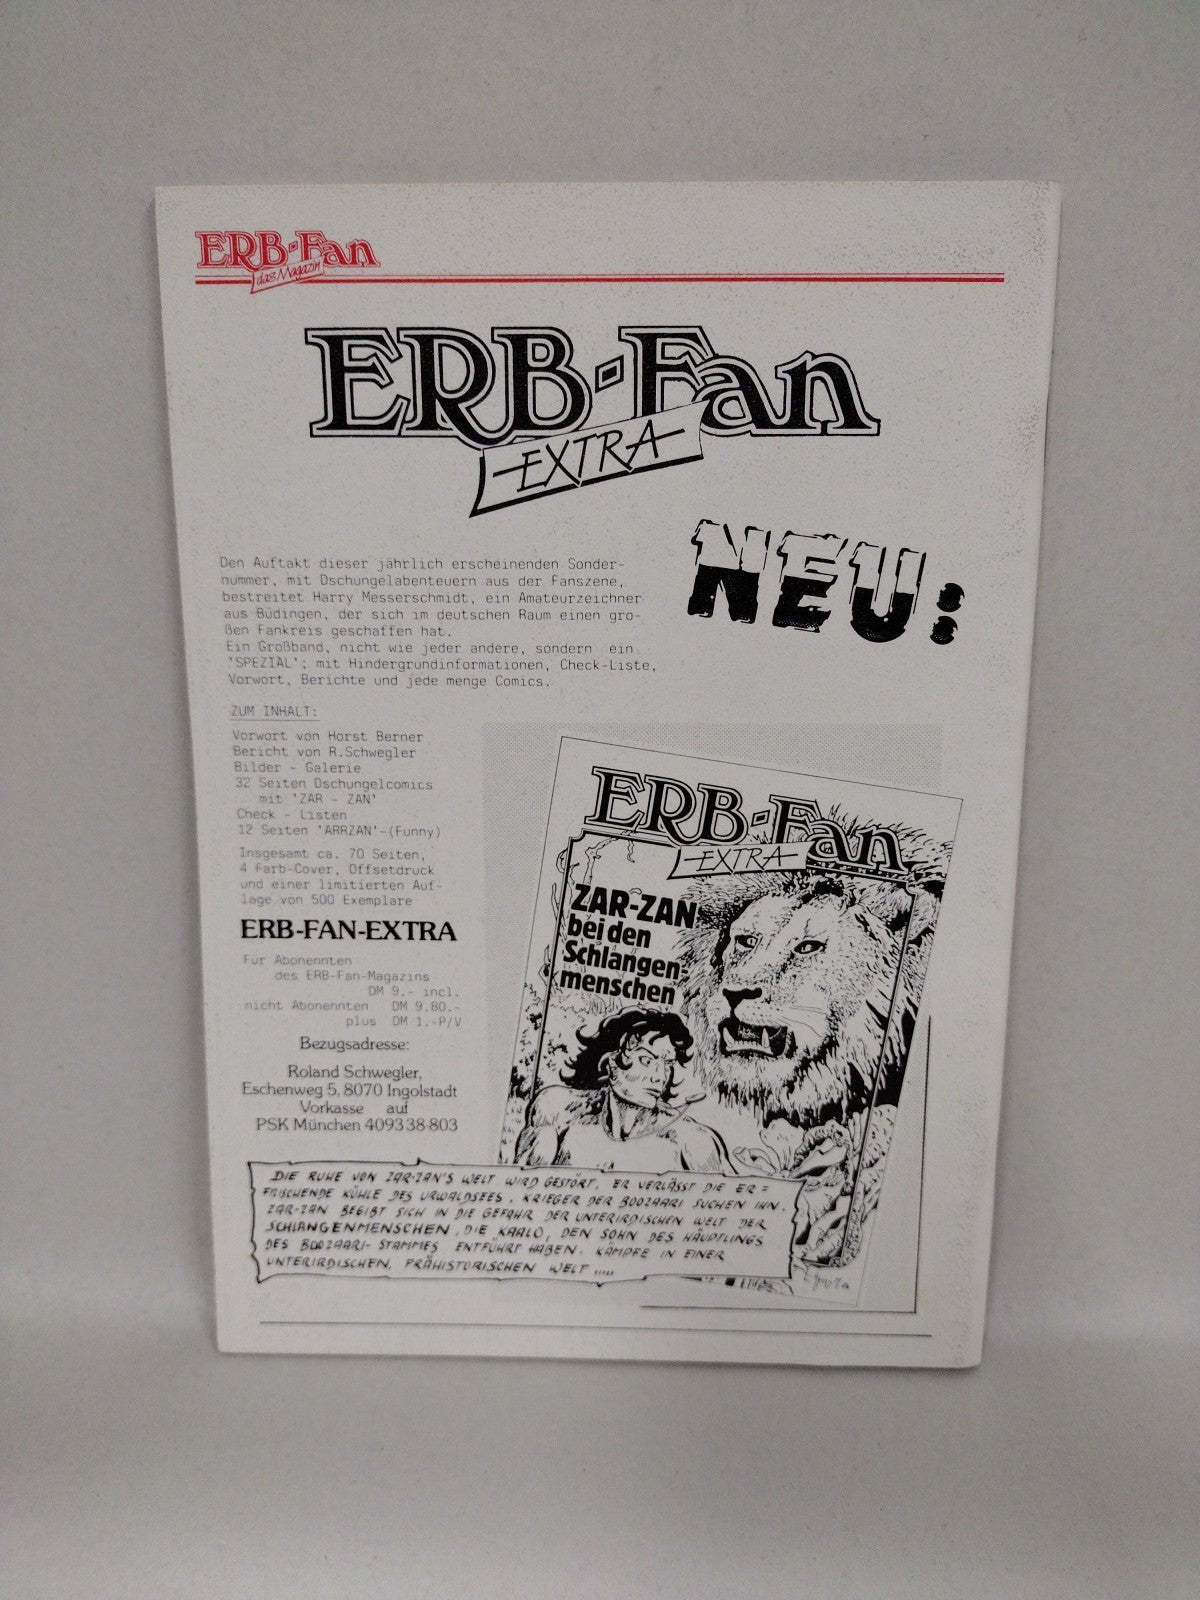 ERB-Fan
das Magazin
ERB-Fan
EXTRA
NEU:
Den Auftakt dieser jährlich erscheinenden Sonder-
nummer, mit Dschungelabenteuern aus der Fanszene,
bestreitet Harry Messerschmidt, ein Amateurzeichner
aus Büdingen, der sich im deutschen Raum einen gro-
ßen Fankreis geschaffen hat.
Ein Großband, nicht wie jeder andere, sondern ein
'SPEZIAL'; mit Hindergrundinformationen, Check-Liste,
Vorwort, Berichte und jede menge Comics.
ZUM INHALT:
Vorwort von Horst Berner
Bericht von R.Schwegler
Bilder - Galerie
32 Seiten Dschungelcomics
mit 'ZAR - ZAN'
Check - Listen
12 Seiten 'ARRZAN'-(Funny)
Insgesamt ca. 70 Seiten,
4 Farb-Cover, Offsetdruck
und einer limitierten Auf-
lage von 500 Exemplare
ERB-FAN-EXTRA
Für Abonennten
des ERB-Fan-Magazins
DM 9.- incl.
nicht Abonennten DM 9.80.-
plus DM 1.-P/V
Bezugsadresse:
Roland Schwegler,
Eschenweg 5, 8070 Ingolstadt
Vorkasse auf
PSK München 4093 38-803
ERB-Fan
EXTRA
ZAR-ZAN
bei den
Schlangen-
menschen
DIE RUHE VON ZAR-ZAN'S WELT WIRD GESTÖRT. ER VERLÄSST DIE ER=
FRISCHENDE KÜHLE DES URWALDSEES. KRIEGER DER BOOZAARI SUCHEN IHN.
ZAR-ZAN BEGIBT SICH IN DIE GEFAHR DER UNTERIRDISCHEN WELT DER
SCHLANGENMENSCHEN, DIE KAALO, DEN SOHN DES HÄUPTLINGS
DES BOOZAARI-STAMMES ENTFÜHRT HABEN. KÄMPFE IN EINER
UNTERIRDISCHEN, PRÄHISTORISCHEN WELT.....